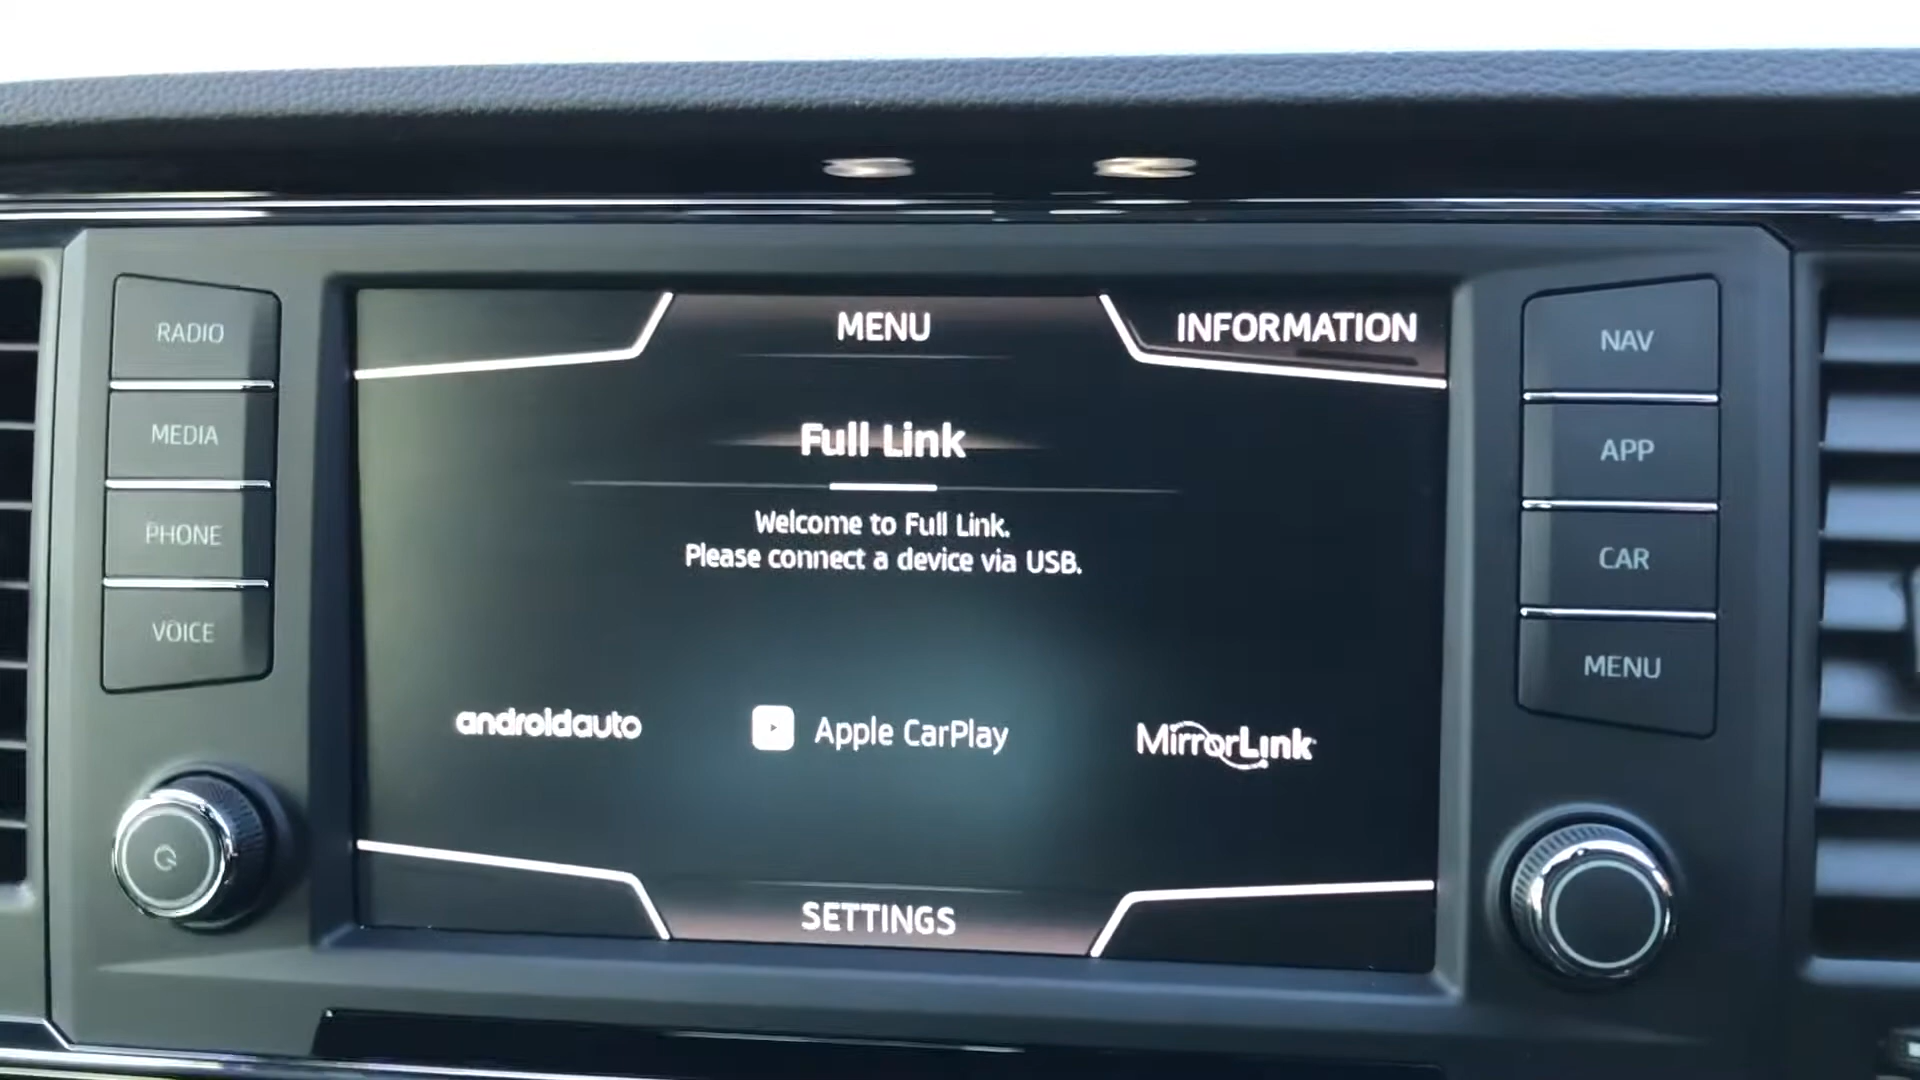 RADIO
MEDIA
PHONE
VOICE
MENU
INFORMATION
Full Link
Welcome to Full Link.
Please connect a device via USB.
androidauto
Apple CarPlay
MirrorLink
SETTINGS
NAV
APP
CAR
MENU